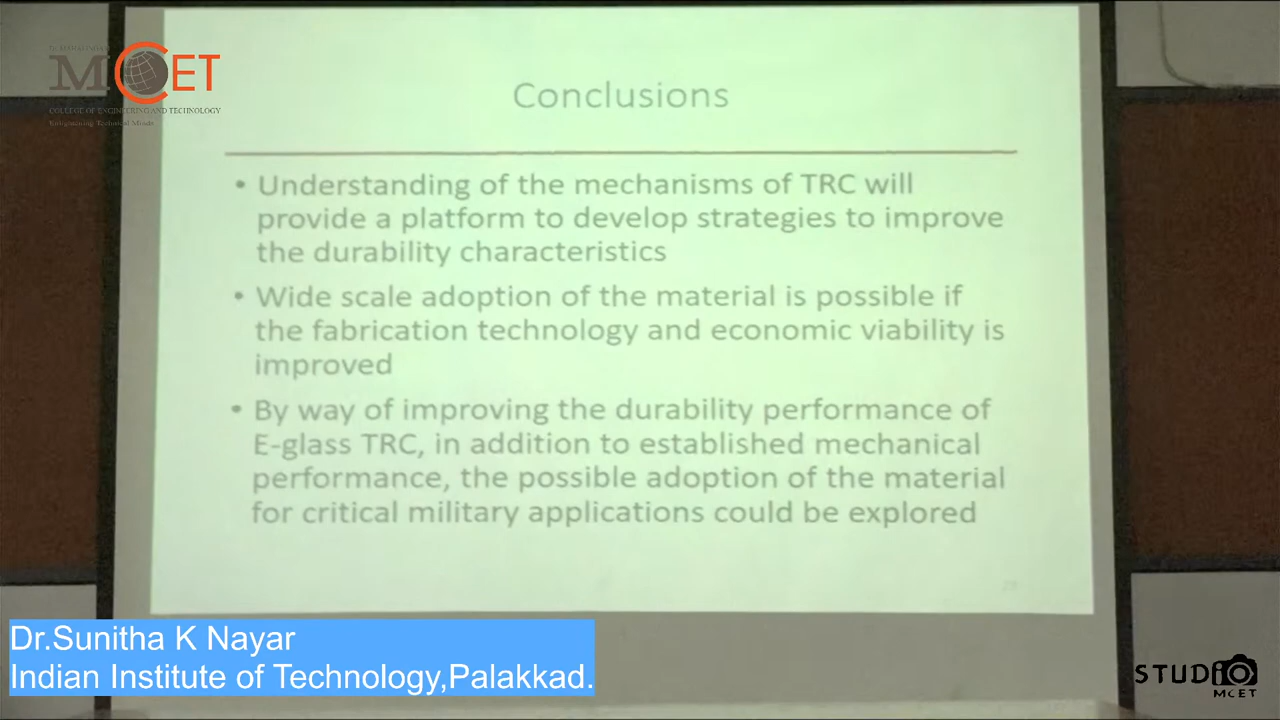 MCET
COLLEGE OF ENGINEERING AND TECHNOLOGY
Conclusions
• Understanding of the mechanisms of TRC will
provide a platform to develop strategies to improve
the durability characteristics
• Wide scale adoption of the material is possible if
the fabrication technology and economic viability is
improved
• By way of improving the durability performance of
E-glass TRC, in addition to established mechanical
performance, the possible adoption of the material
for critical military applications could be explored
Dr.Sunitha K Nayar
Indian Institute of Technology,Palakkad.
STUDIO
MCET